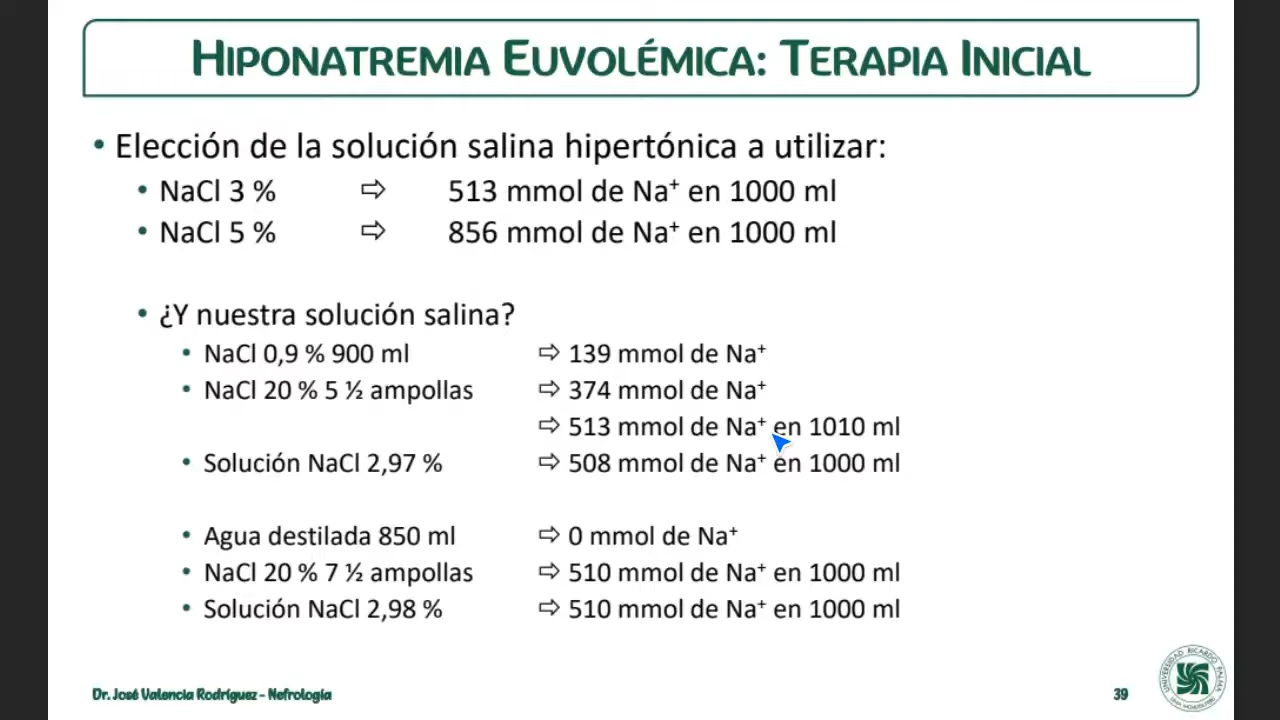 HIPONATREMIA EUVOLÉMICA: TERAPIA INICIAL
• Elección de la solución salina hipertónica a utilizar:
• NaCl 3 % ⇨ 513 mmol de Na⁺ en 1000 ml
• NaCl 5 % ⇨ 856 mmol de Na⁺ en 1000 ml
• ¿Y nuestra solución salina?
• NaCl 0,9 % 900 ml ⇨ 139 mmol de Na⁺
• NaCl 20 % 5 ½ ampollas ⇨ 374 mmol de Na⁺
⇨ 513 mmol de Na⁺ en 1010 ml
• Solución NaCl 2,97 % ⇨ 508 mmol de Na⁺ en 1000 ml
• Agua destilada 850 ml ⇨ 0 mmol de Na⁺
• NaCl 20 % 7 ½ ampollas ⇨ 510 mmol de Na⁺ en 1000 ml
• Solución NaCl 2,98 % ⇨ 510 mmol de Na⁺ en 1000 ml
Dr. José Valencia Rodríguez - Nefrología
39
UNIVERSIDAD RICARDO PALMA